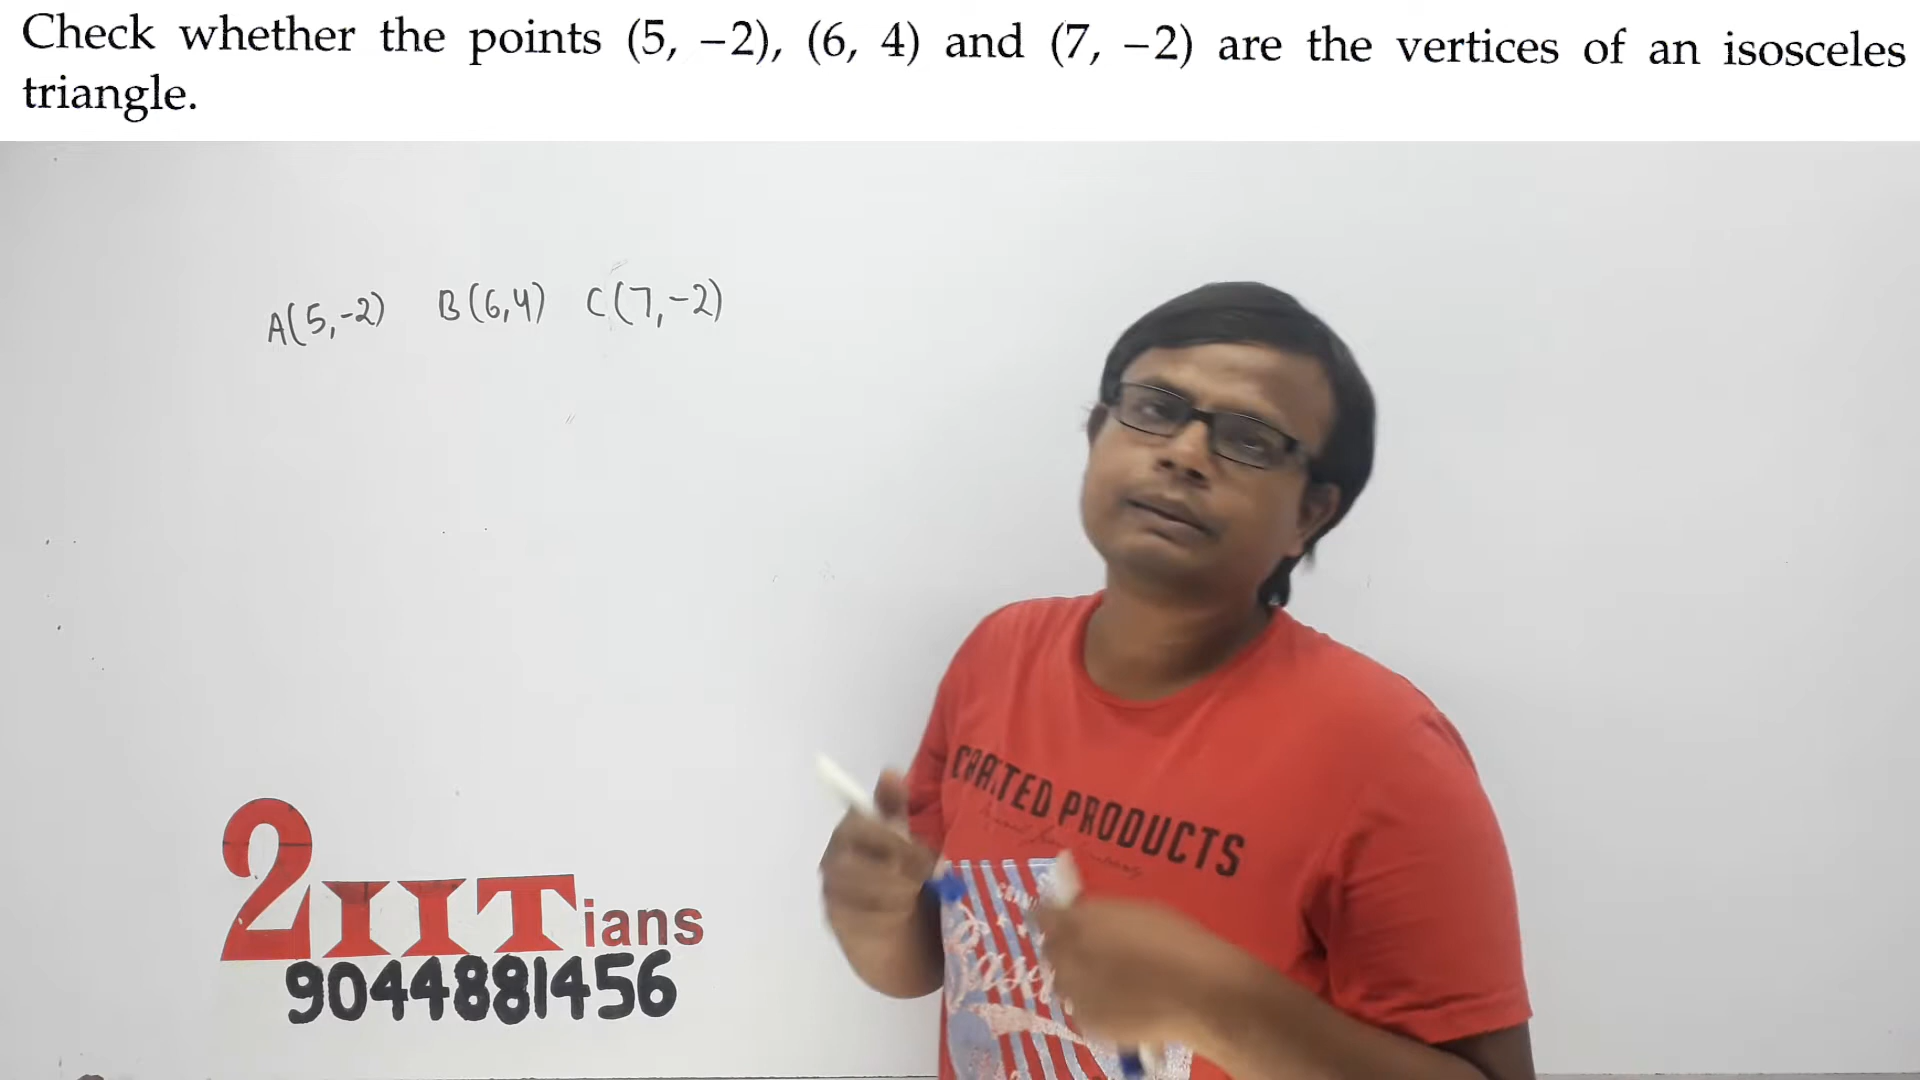 Check whether the points (5, −2), (6, 4) and (7, −2) are the vertices of an isosceles
triangle.
A(5,-2) B(6,4) C(7,-2)
CRAFTED PRODUCTS
2IITians
9044881456